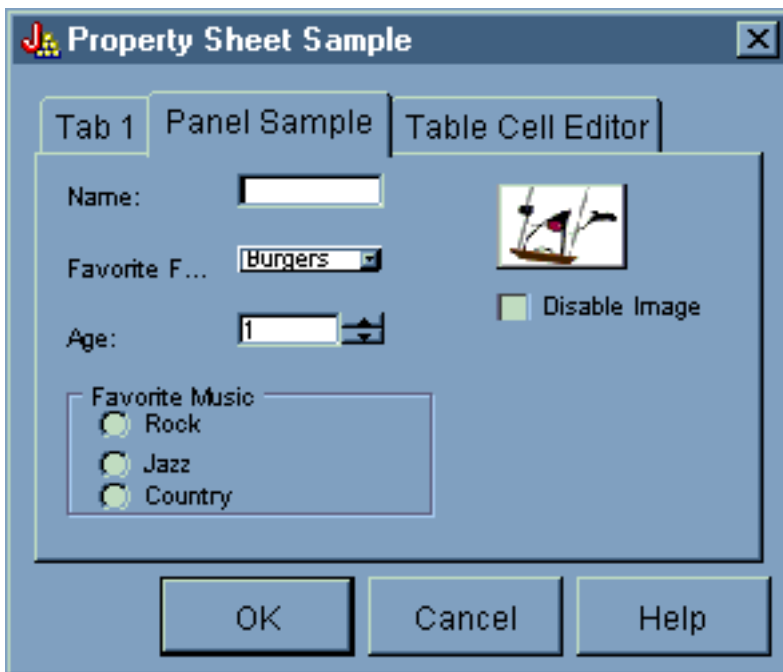 Property Sheet Sample
Tab 1 Panel Sample Table Cell Editor
Name:
Favorite F... Burgers
Disable Image
Age: 1
Favorite Music
Rock
Jazz
Country
OK Cancel Help